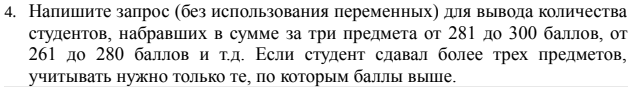 4. Напишите запрос (без использования переменных) для вывода количества
студентов, набравших в сумме за три предмета от 281 до 300 баллов, от
261 до 280 баллов и т.д. Если студент сдавал более трех предметов,
учитывать нужно только те, по которым баллы выше.